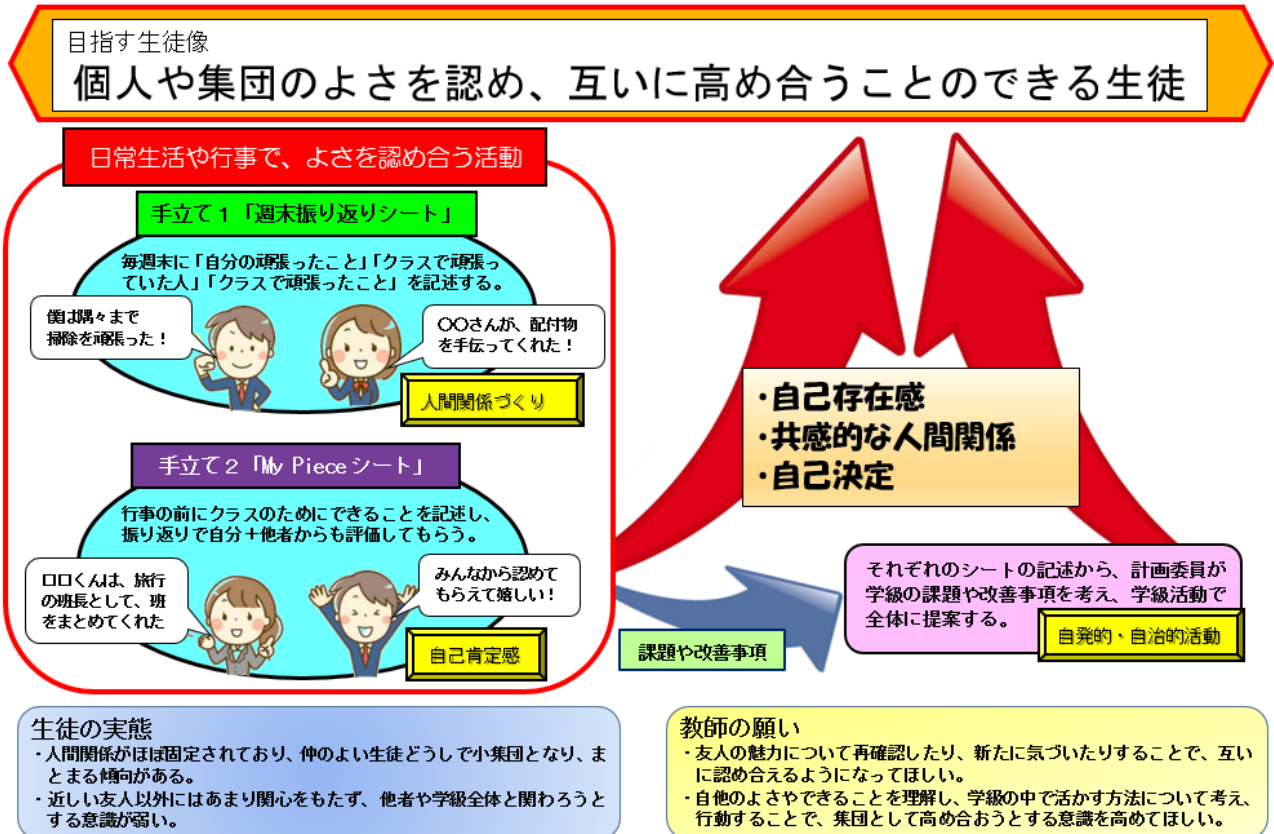 目指す生徒像
個人や集団のよさを認め、互いに高め合うことのできる生徒
日常生活や行事で、よさを認め合う活動
手立て1「週末振り返りシート」
毎週末に「自分の頑張ったこと」「クラスで頑張っ
ていた人」「クラスで頑張ったこと」を記述する。
僕は隅々まで
掃除を頑張った！
〇〇さんが、配付物
を手伝ってくれた！
人間関係づくり
手立て2「My Pieceシート」
行事の前にクラスのためにできることを記述し、
振り返りで自分＋他者からも評価してもらう。
ロロくんは、旅行
の班長として、班
をまとめてくれた
みんなから認めて
もらえて嬉しい！
自己肯定感
・自己存在感
・共感的な人間関係
・自己決定
課題や改善事項
それぞれのシートの記述から、計画委員が
学級の課題や改善事項を考え、学級活動で
全体に提案する。
自発的・自治的活動
生徒の実態
・人間関係がほぼ固定されており、仲のよい生徒どうしで小集団となり、ま
とまる傾向がある。
・近しい友人以外にはあまり関心をもたず、他者や学級全体と関わろうと
する意識が弱い。
教師の願い
・友人の魅力について再確認したり、新たに気づいたりすることで、互い
に認め合えるようになってほしい。
・自他のよさやできることを理解し、学級の中で活かす方法について考え、
行動することで、集団として高め合おうとする意識を高めてほしい。